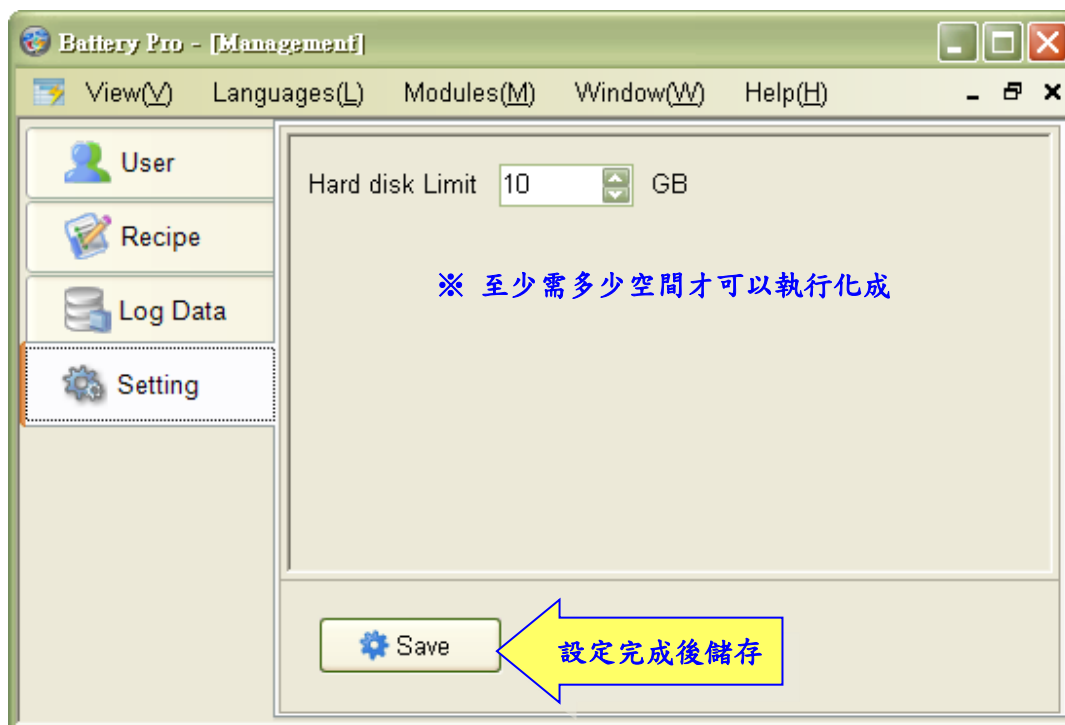 Battery Pro - [Management]
View(V) Languages(L) Modules(M) Window(W) Help(H)
User
Recipe
Log Data
Setting
Hard disk Limit 10 GB
※ 至少需多少空間才可以執行化成
Save
設定完成後儲存